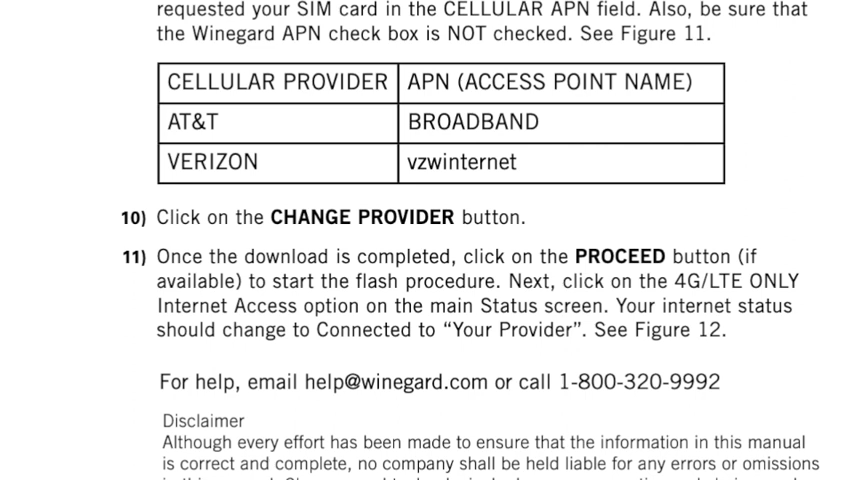 requested your SIM card in the CELLULAR APN field. Also, be sure that
the Winegard APN check box is NOT checked. See Figure 11.
CELLULAR PROVIDER APN (ACCESS POINT NAME)
AT&T BROADBAND
VERIZON vzwinternet
10) Click on the CHANGE PROVIDER button.
11) Once the download is completed, click on the PROCEED button (if
available) to start the flash procedure. Next, click on the 4G/LTE ONLY
Internet Access option on the main Status screen. Your internet status
should change to Connected to “Your Provider”. See Figure 12.
For help, email help@winegard.com or call 1-800-320-9992
Disclaimer
Although every effort has been made to ensure that the information in this manual
is correct and complete, no company shall be held liable for any errors or omissions